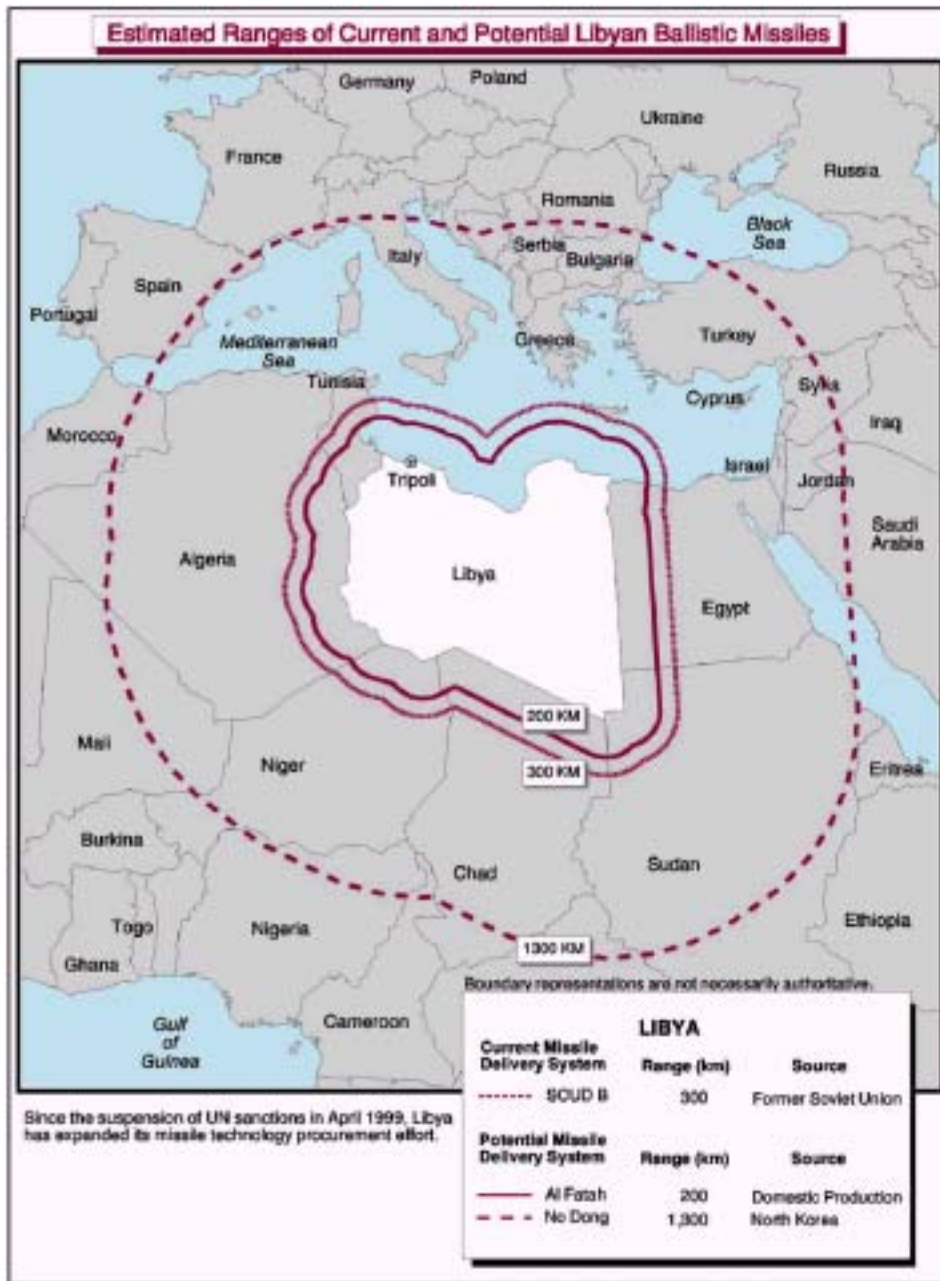 Estimated Ranges of Current and Potential Libyan Ballistic Missiles
Poland
Germany
Ukraine
France
Russia
Romania
Black
Sea
Serbia
Italy
Bulgaria
Spain
Portugal
Turkey
Greece
Mediterranean
Sea
Tunisia
Syria
Cyprus
Iraq
Morocco
Israel
Tripoli
Jordan
Saudi
Arabia
Algeria
Libya
Egypt
200 KM
Mali
Niger
300 KM
Eritrea
Burkina
Chad
Sudan
Togo
Nigeria
Ethiopia
Ghana
1300 KM
Boundary representations are not necessarily authoritative.
Gulf
of
Guinea
Cameroon
LIBYA
Current Missile
Delivery System Range (km) Source
SCUD B 300 Former Soviet Union
Since the suspension of UN sanctions in April 1999, Libya
has expanded its missile technology procurement effort.
Potential Missile
Delivery System Range (km) Source
Al Fatah 200 Domestic Production
No Dong 1,300 North Korea